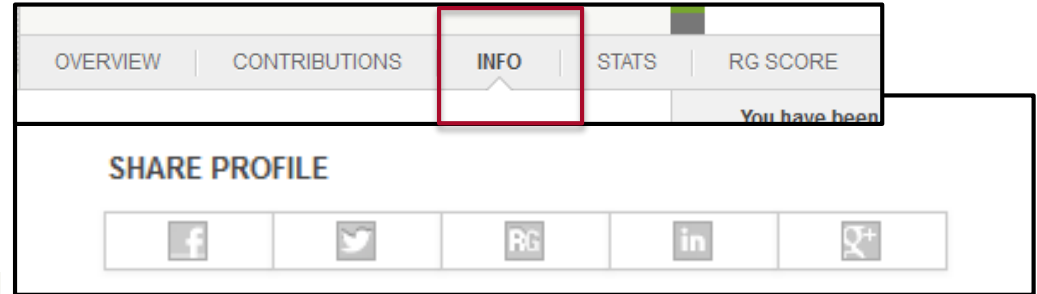 OVERVIEW CONTRIBUTIONS INFO STATS RG SCORE
You have been
SHARE PROFILE
f RG in g+